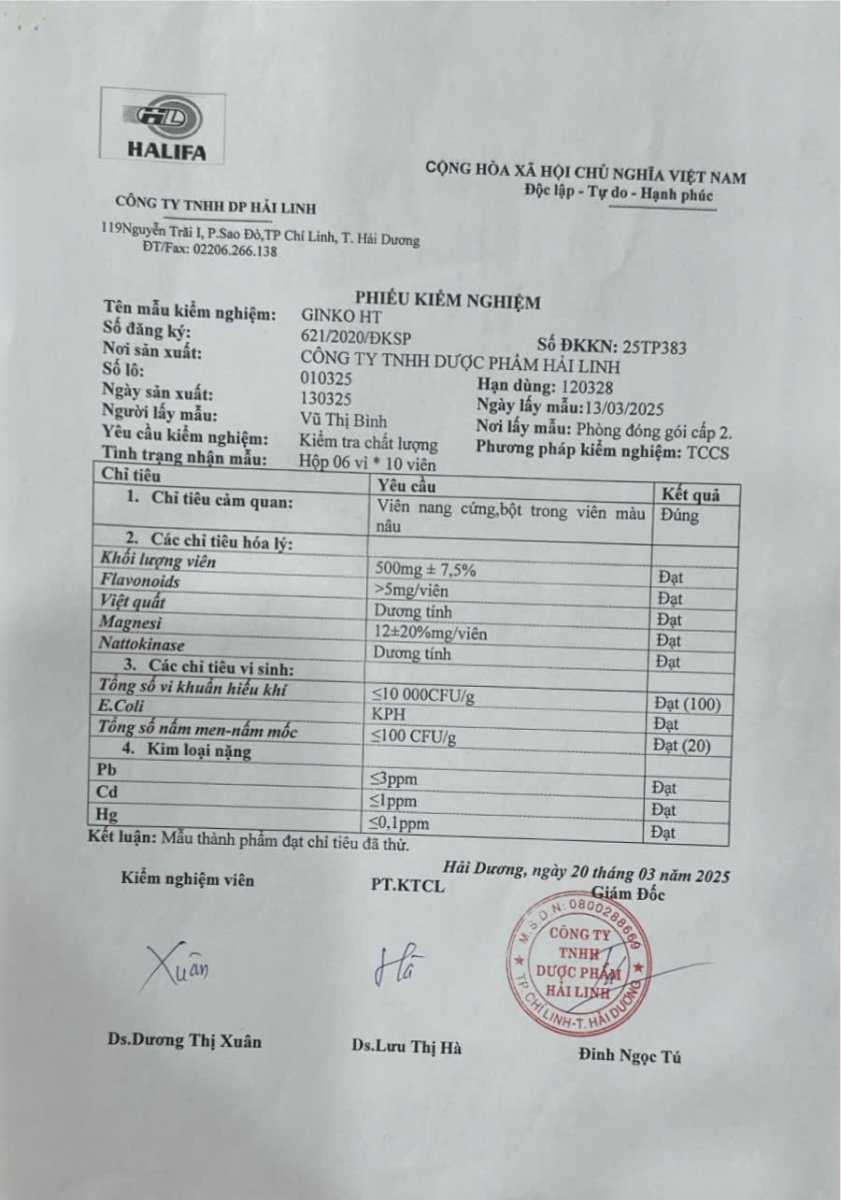 HD
HALIFA
CỘNG HÒA XÃ HỘI CHỦ NGHĨA VIỆT NAM
Độc lập - Tự do - Hạnh phúc
CÔNG TY TNHH DP HẢI LINH
119Nguyễn Trãi I, P.Sao Đỏ,TP Chí Linh, T. Hải Dương
ĐT/Fax: 02206.266.138
PHIẾU KIỂM NGHIỆM
Tên mẫu kiểm nghiệm: GINKO HT
Số đăng ký: 621/2020/ĐKSP Số ĐKKN: 25TP383
Nơi sản xuất: CÔNG TY TNHH DƯỢC PHẨM HẢI LINH
Số lô: 010325 Hạn dùng: 120328
Ngày sản xuất: 130325 Ngày lấy mẫu:13/03/2025
Người lấy mẫu: Vũ Thị Bình Nơi lấy mẫu: Phòng đóng gói cấp 2.
Yêu cầu kiểm nghiệm: Kiểm tra chất lượng Phương pháp kiểm nghiệm: TCCS
Tình trạng nhận mẫu: Hộp 06 vỉ * 10 viên
Chỉ tiêu Yêu cầu Kết quả
1. Chỉ tiêu cảm quan: Viên nang cứng,bột trong viên màu nâu Đúng
2. Các chỉ tiêu hóa lý:
Khối lượng viên 500mg ± 7,5% Đạt
Flavonoids >5mg/viên Đạt
Việt quất Dương tính Đạt
Magnesi 12±20%mg/viên Đạt
Nattokinase Dương tính Đạt
3. Các chỉ tiêu vi sinh:
Tổng số vi khuẩn hiếu khí ≤10 000CFU/g Đạt (100)
E.Coli KPH Đạt
Tổng số nấm men-nấm mốc ≤100 CFU/g Đạt (20)
4. Kim loại nặng
Pb ≤3ppm Đạt
Cd ≤1ppm Đạt
Hg ≤0,1ppm Đạt
Kết luận: Mẫu thành phẩm đạt chỉ tiêu đã thử.
Hải Dương, ngày 20 tháng 03 năm 2025
Kiểm nghiệm viên PT.KTCL Giám Đốc
M.S.D.N: 0800288669
CÔNG TY
TNHH
DƯỢC PHẨM
HẢI LINH
TP. CHÍ LINH-T. HẢI DƯƠNG
Xuân Hà
Ds.Dương Thị Xuân Ds.Lưu Thị Hà Đinh Ngọc Tú